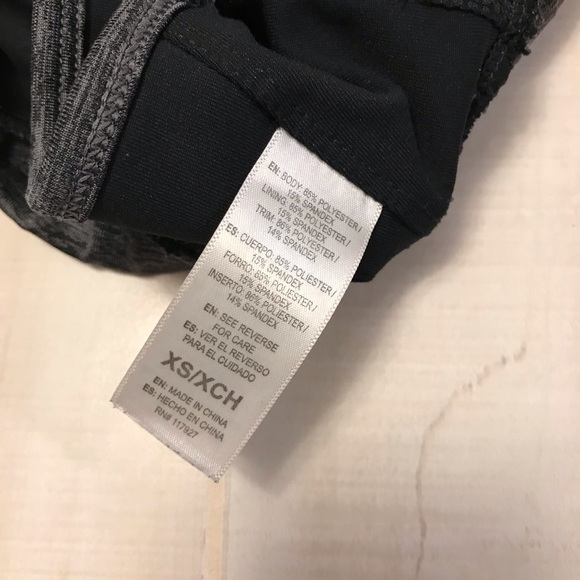 EN: BODY: 85% POLYESTER /
15% SPANDEX
LINING: 85% POLYESTER /
15% SPANDEX
TRIM: 86% POLYESTER /
14% SPANDEX
ES: CUERPO: 85% POLIESTER /
15% SPANDEX
FORRO: 85% POLIESTER /
15% SPANDEX
INSERTO: 86% POLIESTER /
14% SPANDEX
EN: SEE REVERSE
FOR CARE
ES: VER EL REVERSO
PARA EL CUIDADO
XS/XCH
EN: MADE IN CHINA
ES: HECHO EN CHINA
RN# 117927